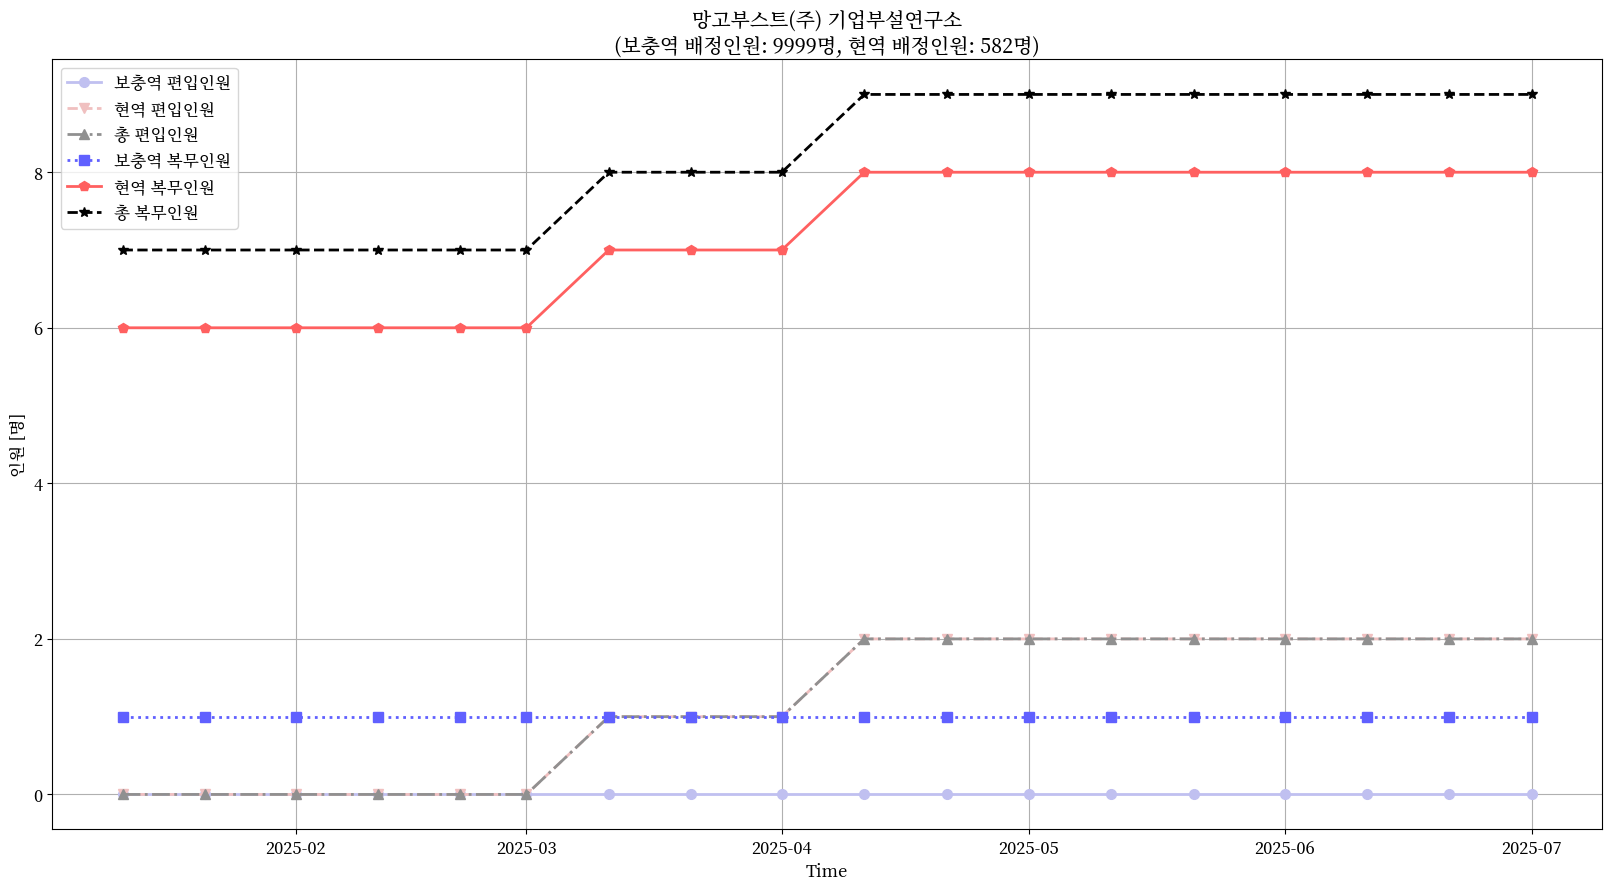 망고부스트(주) 기업부설연구소
(보충역 배정인원: 9999명, 현역 배정인원: 582명)
보충역 편입인원
현역 편입인원
총 편입인원
보충역 복무인원
현역 복무인원
총 복무인원
인원 [명]
8
6
4
2
0
2025-02
2025-03
2025-04
2025-05
2025-06
2025-07
Time